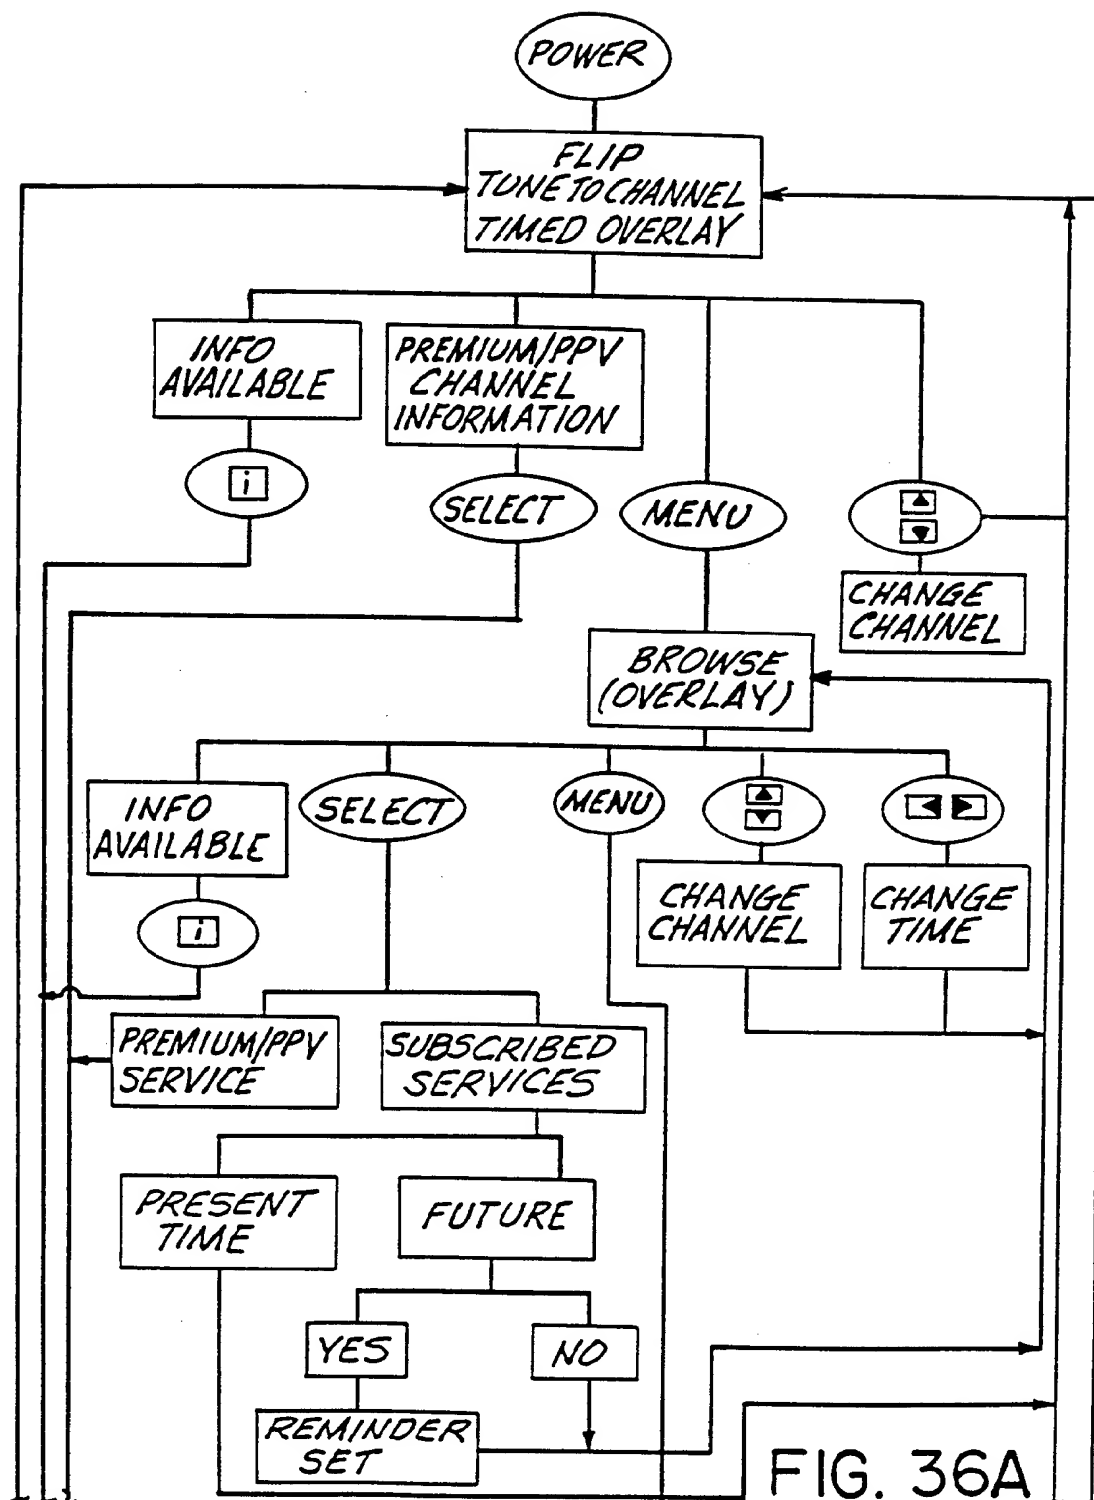 POWER
FLIP
TUNE TO CHANNEL
TIMED OVERLAY
INFO
AVAILABLE
PREMIUM/PPV
CHANNEL
INFORMATION
i
SELECT
MENU
CHANGE
CHANNEL
BROWSE
(OVERLAY)
INFO
AVAILABLE
SELECT
MENU
CHANGE
CHANNEL
CHANGE
TIME
i
PREMIUM/PPV
SERVICE
SUBSCRIBED
SERVICES
PRESENT
TIME
FUTURE
YES
NO
REMINDER
SET
FIG. 36A